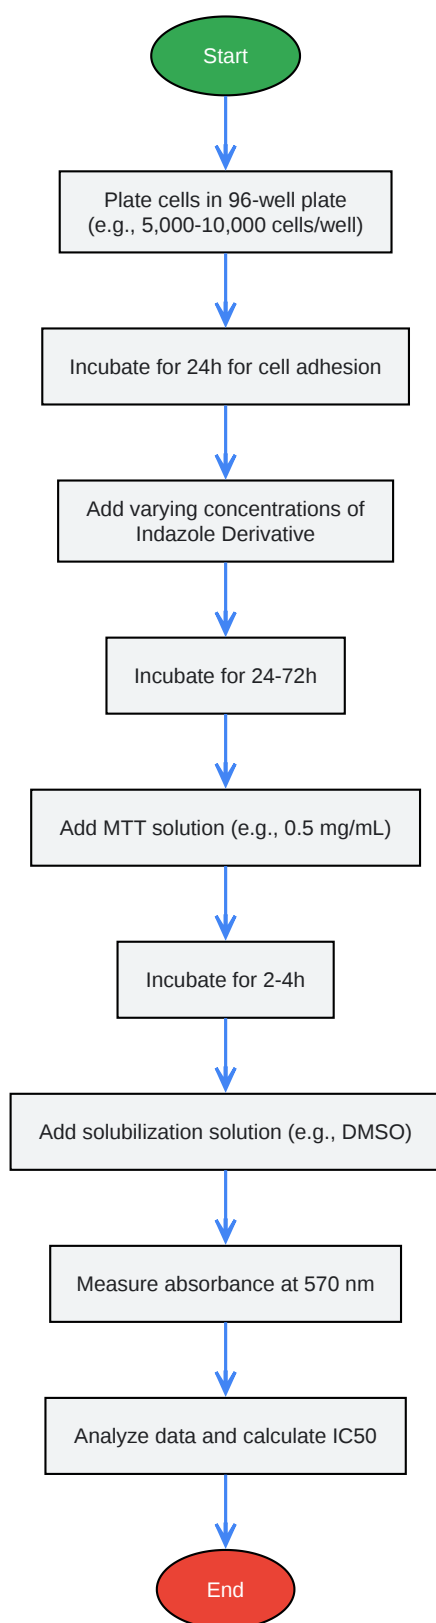 Start
Plate cells in 96-well plate
(e.g., 5,000-10,000 cells/well)
Incubate for 24h for cell adhesion
Add varying concentrations of
Indazole Derivative
Incubate for 24-72h
Add MTT solution (e.g., 0.5 mg/mL)
Incubate for 2-4h
Add solubilization solution (e.g., DMSO)
Measure absorbance at 570 nm
Analyze data and calculate IC50
End